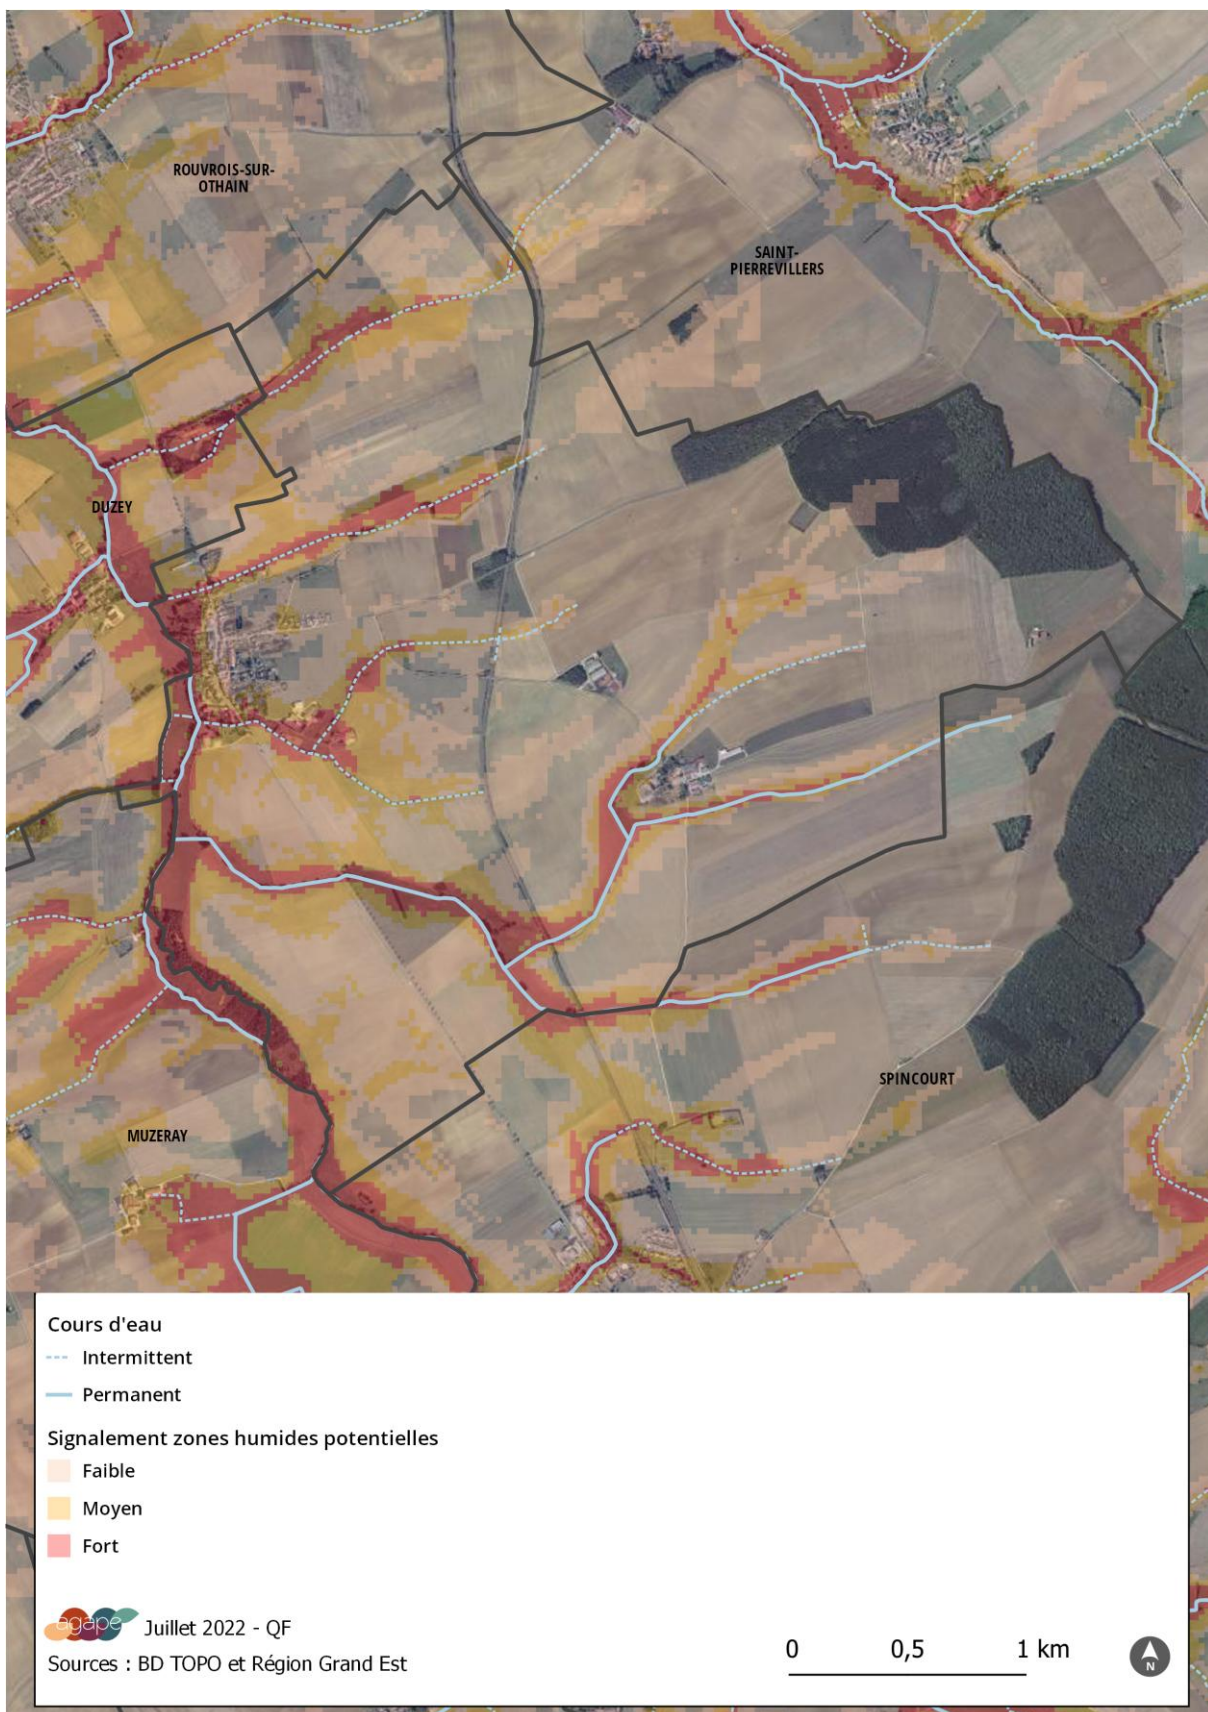 ROUVROIS-SUR-
OTHAIN
SAINT-
PIERREVILLERS
DUZEY
SPINCOURT
MUZERAY
Cours d'eau
Intermittent
Permanent
Signalement zones humides potentielles
Faible
Moyen
Fort
agape Juillet 2022 - QF
Sources : BD TOPO et Région Grand Est
0 0,5 1 km
N